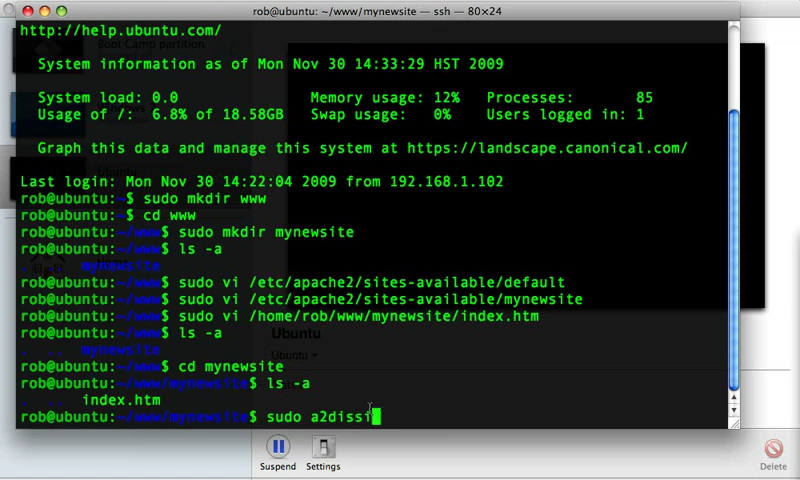 rob@ubuntu: ~/www/mynewsite — ssh — 80×24
http://help.ubuntu.com/
Boot Camp partition
System information as of Mon Nov 30 14:33:29 HST 2009
System load: 0.0 Memory usage: 12% Processes: 85
Usage of /: 6.8% of 18.58GB Swap usage: 0% Users logged in: 1
Graph this data and manage this system at https://landscape.canonical.com/
Last login: Mon Nov 30 14:22:04 2009 from 192.168.1.102
rob@ubuntu:~$ sudo mkdir www
rob@ubuntu:~$ cd www
rob@ubuntu:~/www$ sudo mkdir mynewsite
rob@ubuntu:~/www$ ls -a
. .. mynewsite
rob@ubuntu:~/www$ sudo vi /etc/apache2/sites-available/default
rob@ubuntu:~/www$ sudo vi /etc/apache2/sites-available/mynewsite
rob@ubuntu:~/www$ sudo vi /home/rob/www/mynewsite/index.htm
rob@ubuntu:~/www$ ls -a
Ubuntu
. .. mynewsite
Ubuntu
rob@ubuntu:~/www$ cd mynewsite
rob@ubuntu:~/www/mynewsite$ ls -a
. .. index.htm
rob@ubuntu:~/www/mynewsite$ sudo a2dissi
Suspend Settings Delete